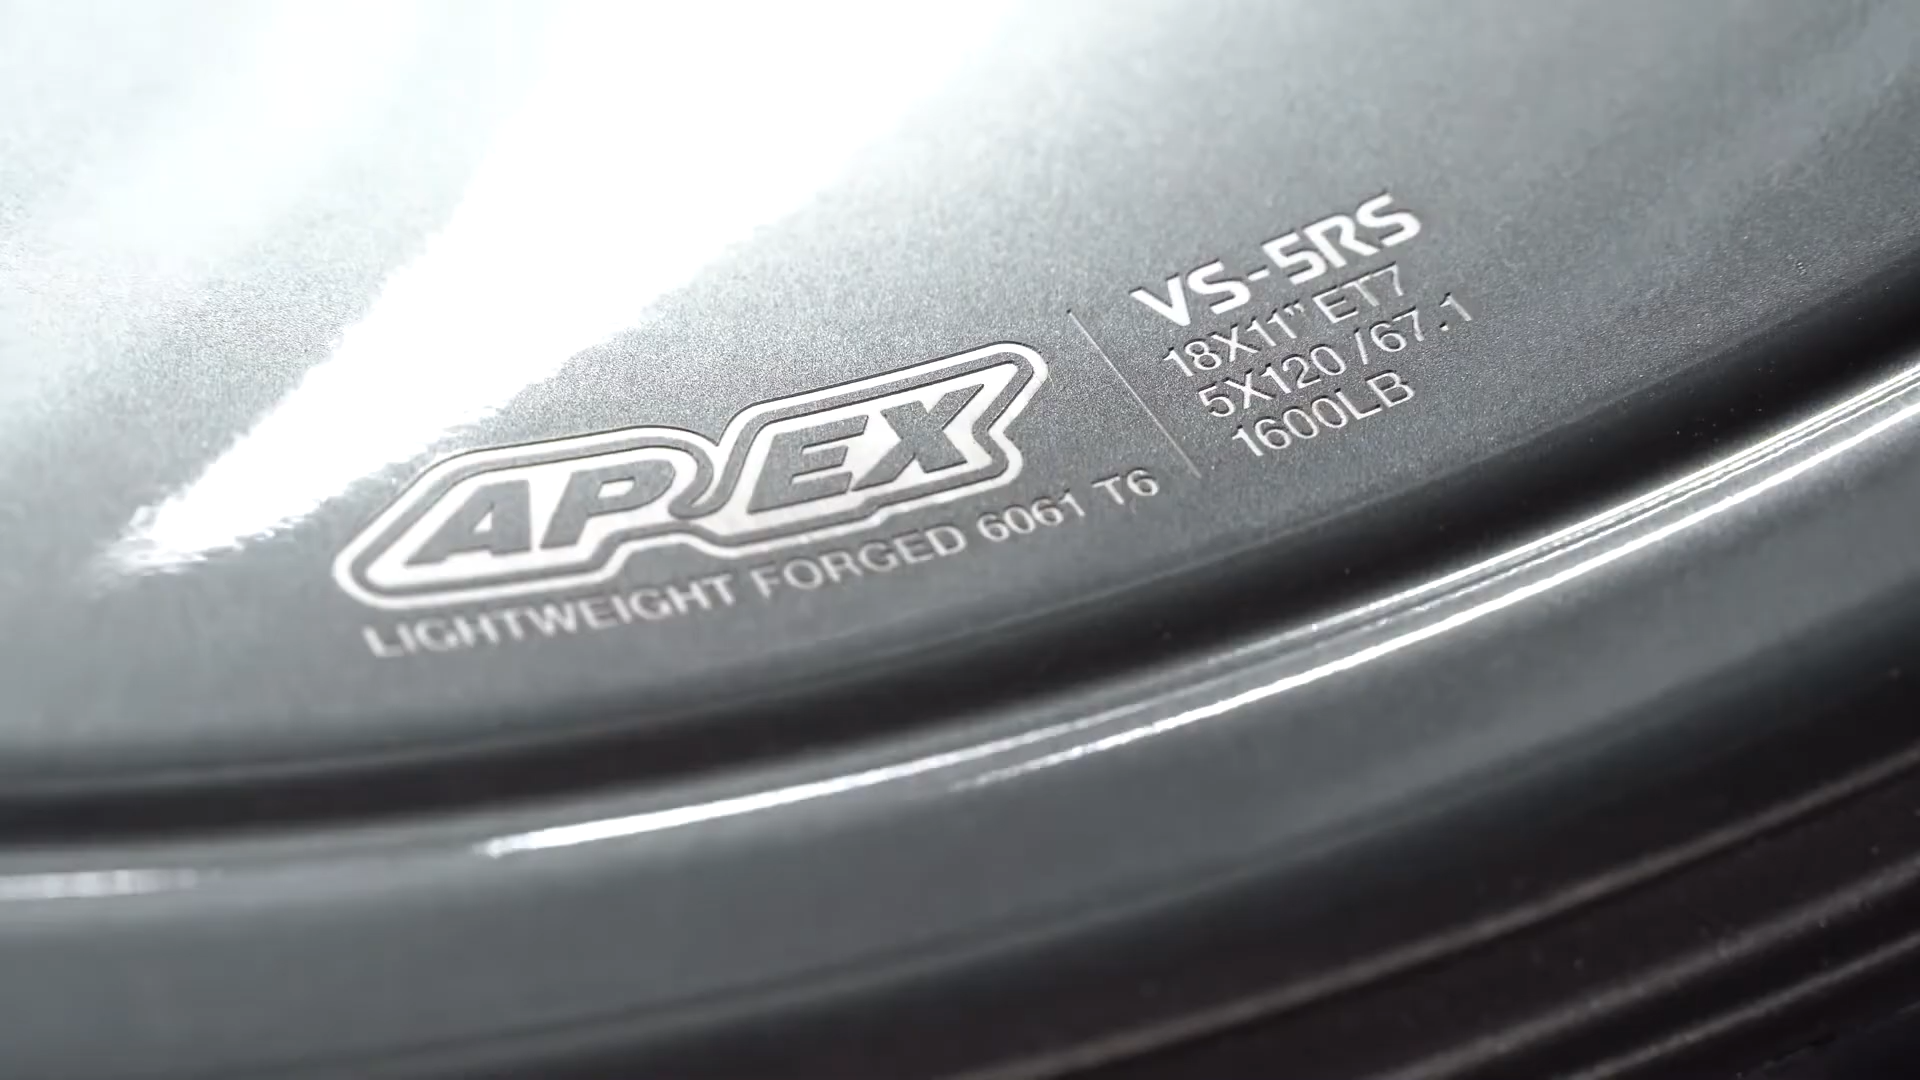 APEX
LIGHTWEIGHT FORGED 6061 T6
VS-5RS
18X11" ET7
5X120 /67.1
1600LB